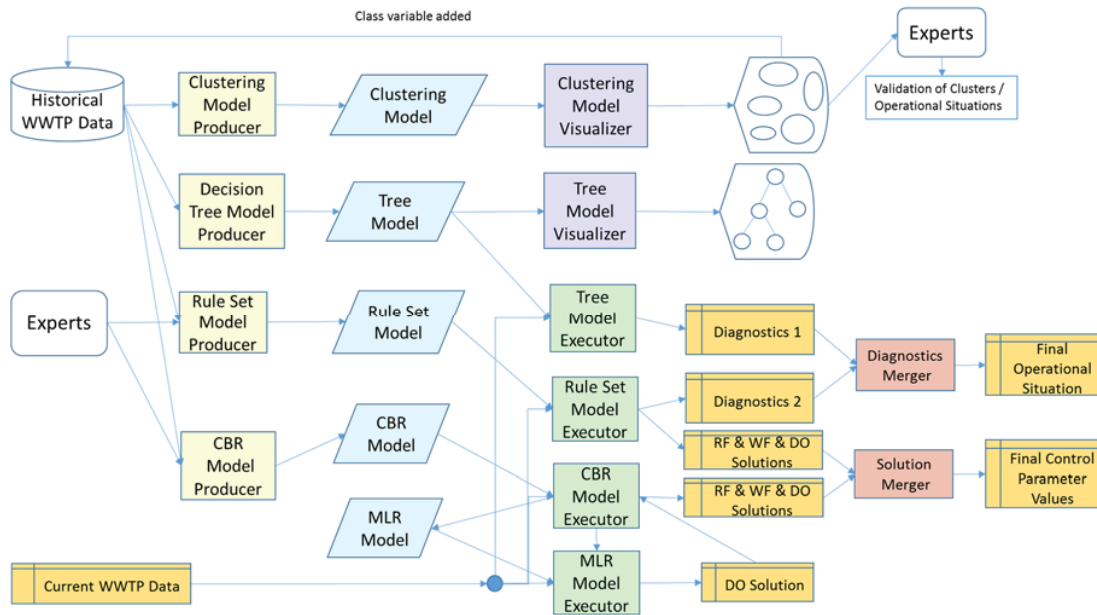 Class variable added
Experts
Validation of Clusters /
Operational Situations
Historical
WWTP Data
Clustering
Model
Producer
Clustering
Model
Clustering
Model
Visualizer
Decision
Tree Model
Producer
Tree
Model
Tree
Model
Visualizer
Experts
Rule Set
Model
Producer
Rule Set
Model
Tree
Model
Executor
Diagnostics 1
Diagnostics
Merger
Final
Operational
Situation
Rule Set
Model
Executor
Diagnostics 2
CBR
Model
Producer
CBR
Model
RF & WF & DO
Solutions
CBR
Model
Executor
RF & WF & DO
Solutions
Solution
Merger
Final Control
Parameter
Values
MLR
Model
Current WWTP Data
MLR
Model
Executor
DO Solution